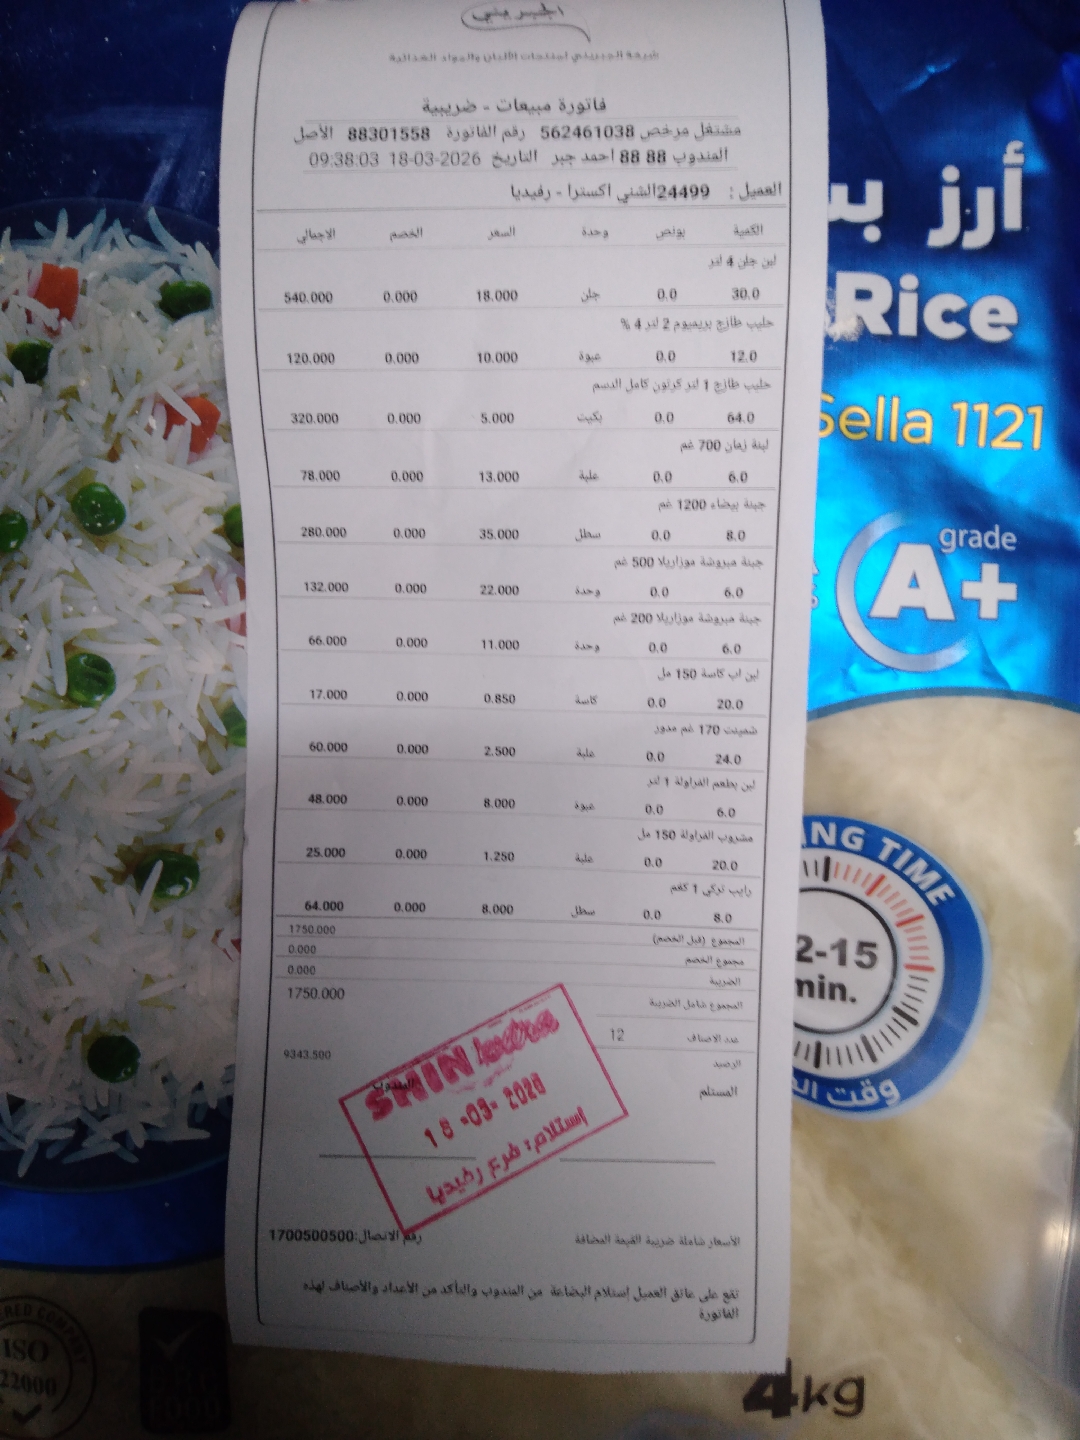 الجبريني
شركة الجبريني لمنتجات الألبان والمواد الغذائية
فاتورة مبيعات - ضريبية
مشتغل مرخص 562461038 رقم الفاتورة 88301558 الأصل
المندوب 88 88 احمد جبر التاريخ 18-03-2026 09:38:03
العميل : 24499الشني اكسترا - رفيديا
الكمية بونص وحدة السعر الخصم الاجمالي
لبن جلن 4 لتر
30.0 0.0 جلن 18.000 0.000 540.000
حليب طازج بريميوم 2 لتر 4 %
12.0 0.0 عبوة 10.000 0.000 120.000
حليب طازج 1 لتر كرتون كامل الدسم
64.0 0.0 بكيت 5.000 0.000 320.000
لبنة زمان 700 غم
6.0 0.0 علبة 13.000 0.000 78.000
جبنة بيضاء 1200 غم
8.0 0.0 سطل 35.000 0.000 280.000
جبنة مبروشة موزاريلا 500 غم
6.0 0.0 وحدة 22.000 0.000 132.000
جبنة مبروشة موزاريلا 200 غم
6.0 0.0 وحدة 11.000 0.000 66.000
لبن اب كاسة 150 مل
20.0 0.0 كاسة 0.850 0.000 17.000
شمينت 170 غم مدور
24.0 0.0 علبة 2.500 0.000 60.000
لبن بطعم الفراولة 1 لتر
6.0 0.0 عبوة 8.000 0.000 48.000
مشروب الفراولة 150 مل
20.0 0.0 علبة 1.250 0.000 25.000
رايب تركي 1 كغم
8.0 0.0 سطل 8.000 0.000 64.000
المجموع (قبل الخصم) 1750.000
مجموع الخصم 0.000
الضريبة 0.000
المجموع شامل الضريبة 1750.000
عدد الاصناف 12
الرصيد 9343.500
المستلم المندوب
SHINI
-03- 2026
إستلام: فرع رفيديا
الأسعار شاملة ضريبة القيمة المضافة رقم الاتصال:1700500500
تقع على عاتق العميل إستلام البضاعة من المندوب والتأكد من الأعداد والأصناف لهذه
الفاتورة
أرز
Rice
Sella 1121
grade
A+
ING TIME
2-15
min.
وقت
4kg
ISO
22000